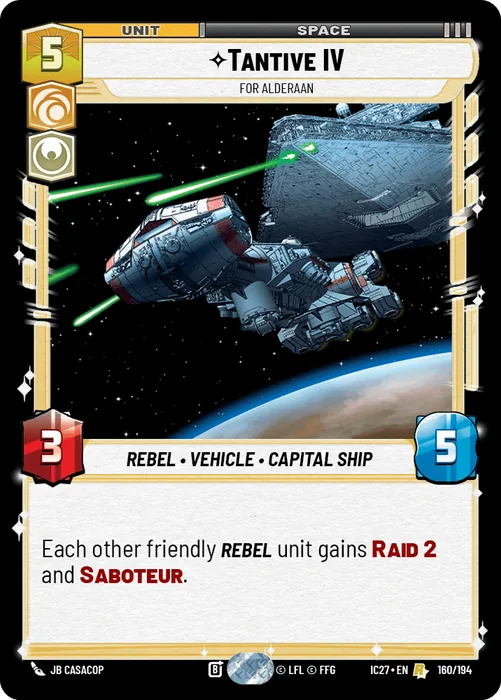 UNIT
SPACE
5
TANTIVE IV
FOR ALDERAAN
3
REBEL • VEHICLE • CAPITAL SHIP
5
Each other friendly REBEL unit gains RAID 2
and SABOTEUR.
JB CASACOP
B
© LFL © FFG
IC27 • EN
R
160/194